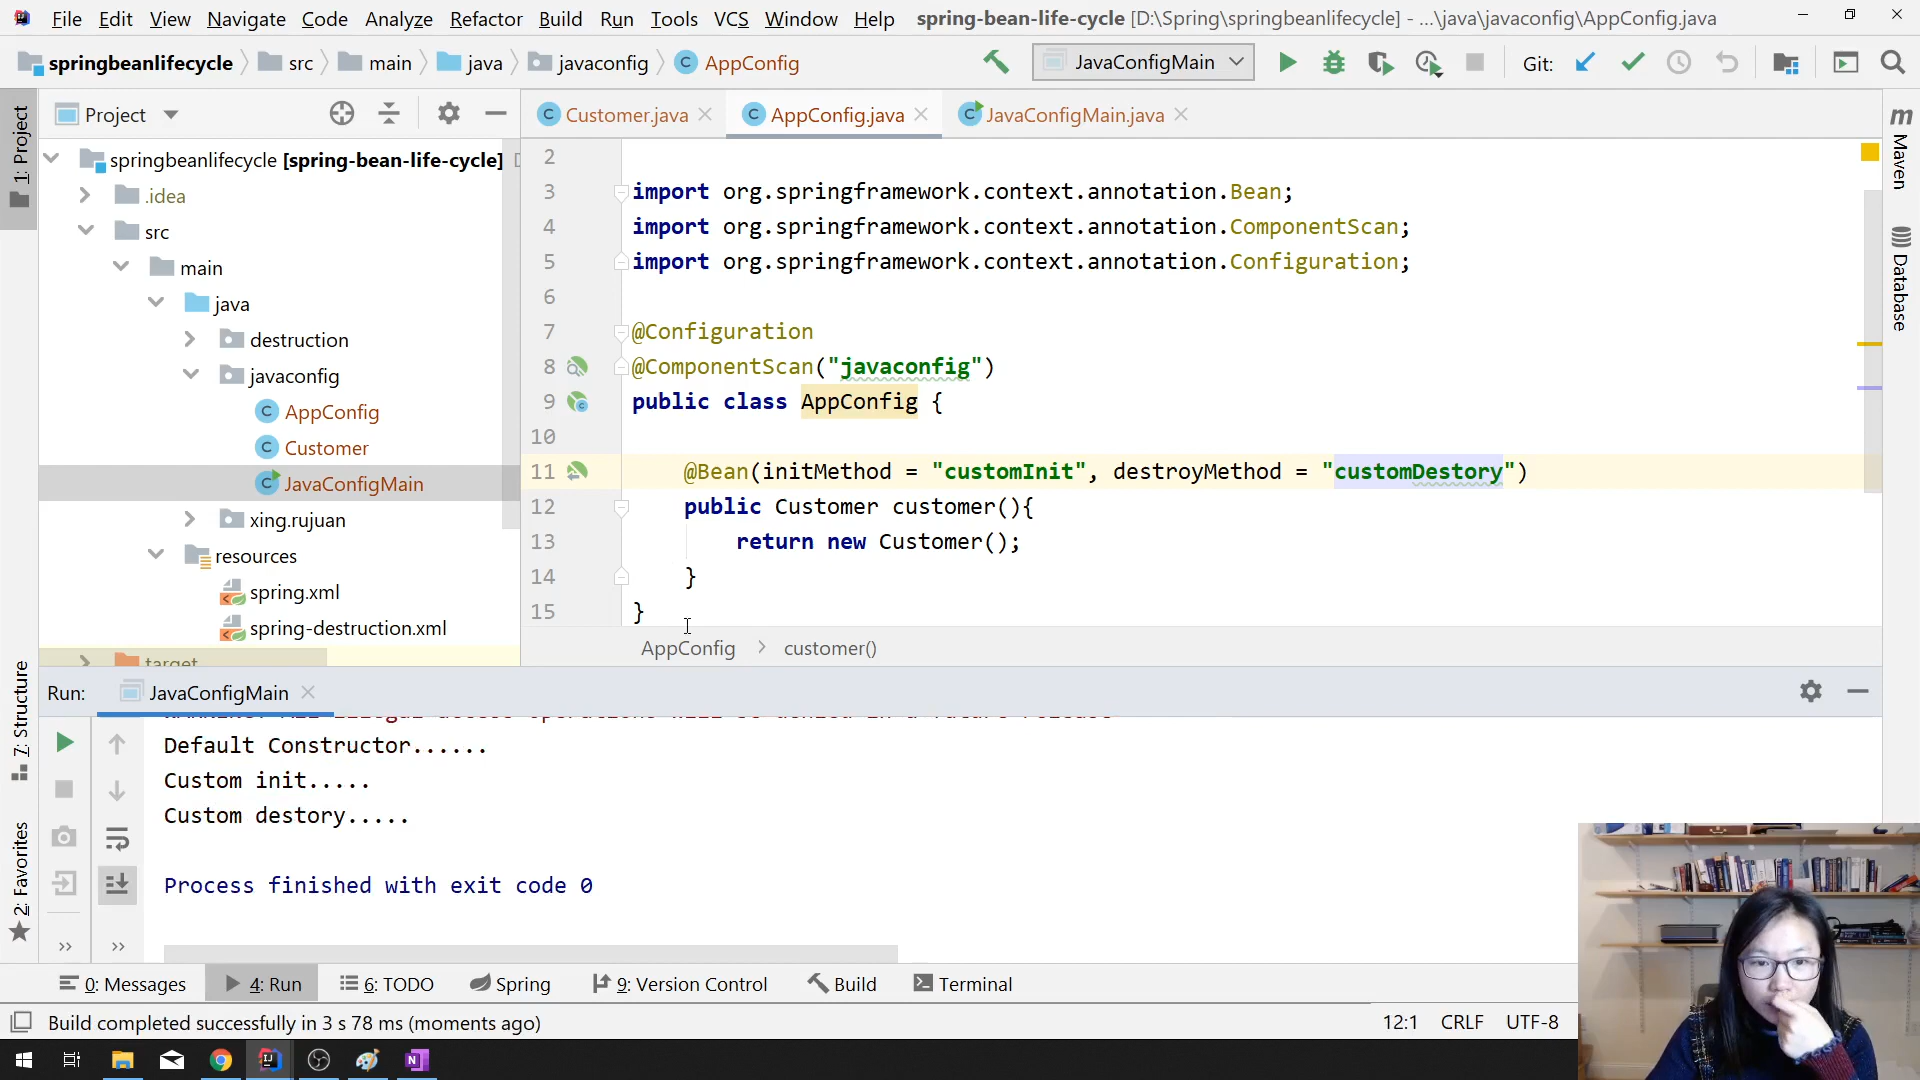 File Edit View Navigate Code Analyze Refactor Build Run Tools VCS Window Help spring-bean-life-cycle [D:\Spring\springbeanlifecycle] - ...\java\javaconfig\AppConfig.java
springbeanlifecycle src main java javaconfig AppConfig JavaConfigMain Git:
1: Project
Project
Customer.java AppConfig.java JavaConfigMain.java
Maven
Database
springbeanlifecycle [spring-bean-life-cycle]
.idea
src
main
java
destruction
javaconfig
AppConfig
Customer
JavaConfigMain
xing.rujuan
resources
spring.xml
spring-destruction.xml
target
2
3 import org.springframework.context.annotation.Bean;
4 import org.springframework.context.annotation.ComponentScan;
5 import org.springframework.context.annotation.Configuration;
6
7 @Configuration
8 @ComponentScan("javaconfig")
9 public class AppConfig {
10
11 @Bean(initMethod = "customInit", destroyMethod = "customDestory")
12 public Customer customer(){
13 return new Customer();
14 }
15 }
AppConfig customer()
7: Structure
2: Favorites
Run: JavaConfigMain
Default Constructor......
Custom init.....
Custom destory.....
Process finished with exit code 0
0: Messages 4: Run 6: TODO Spring 9: Version Control Build Terminal
Build completed successfully in 3 s 78 ms (moments ago) 12:1 CRLF UTF-8